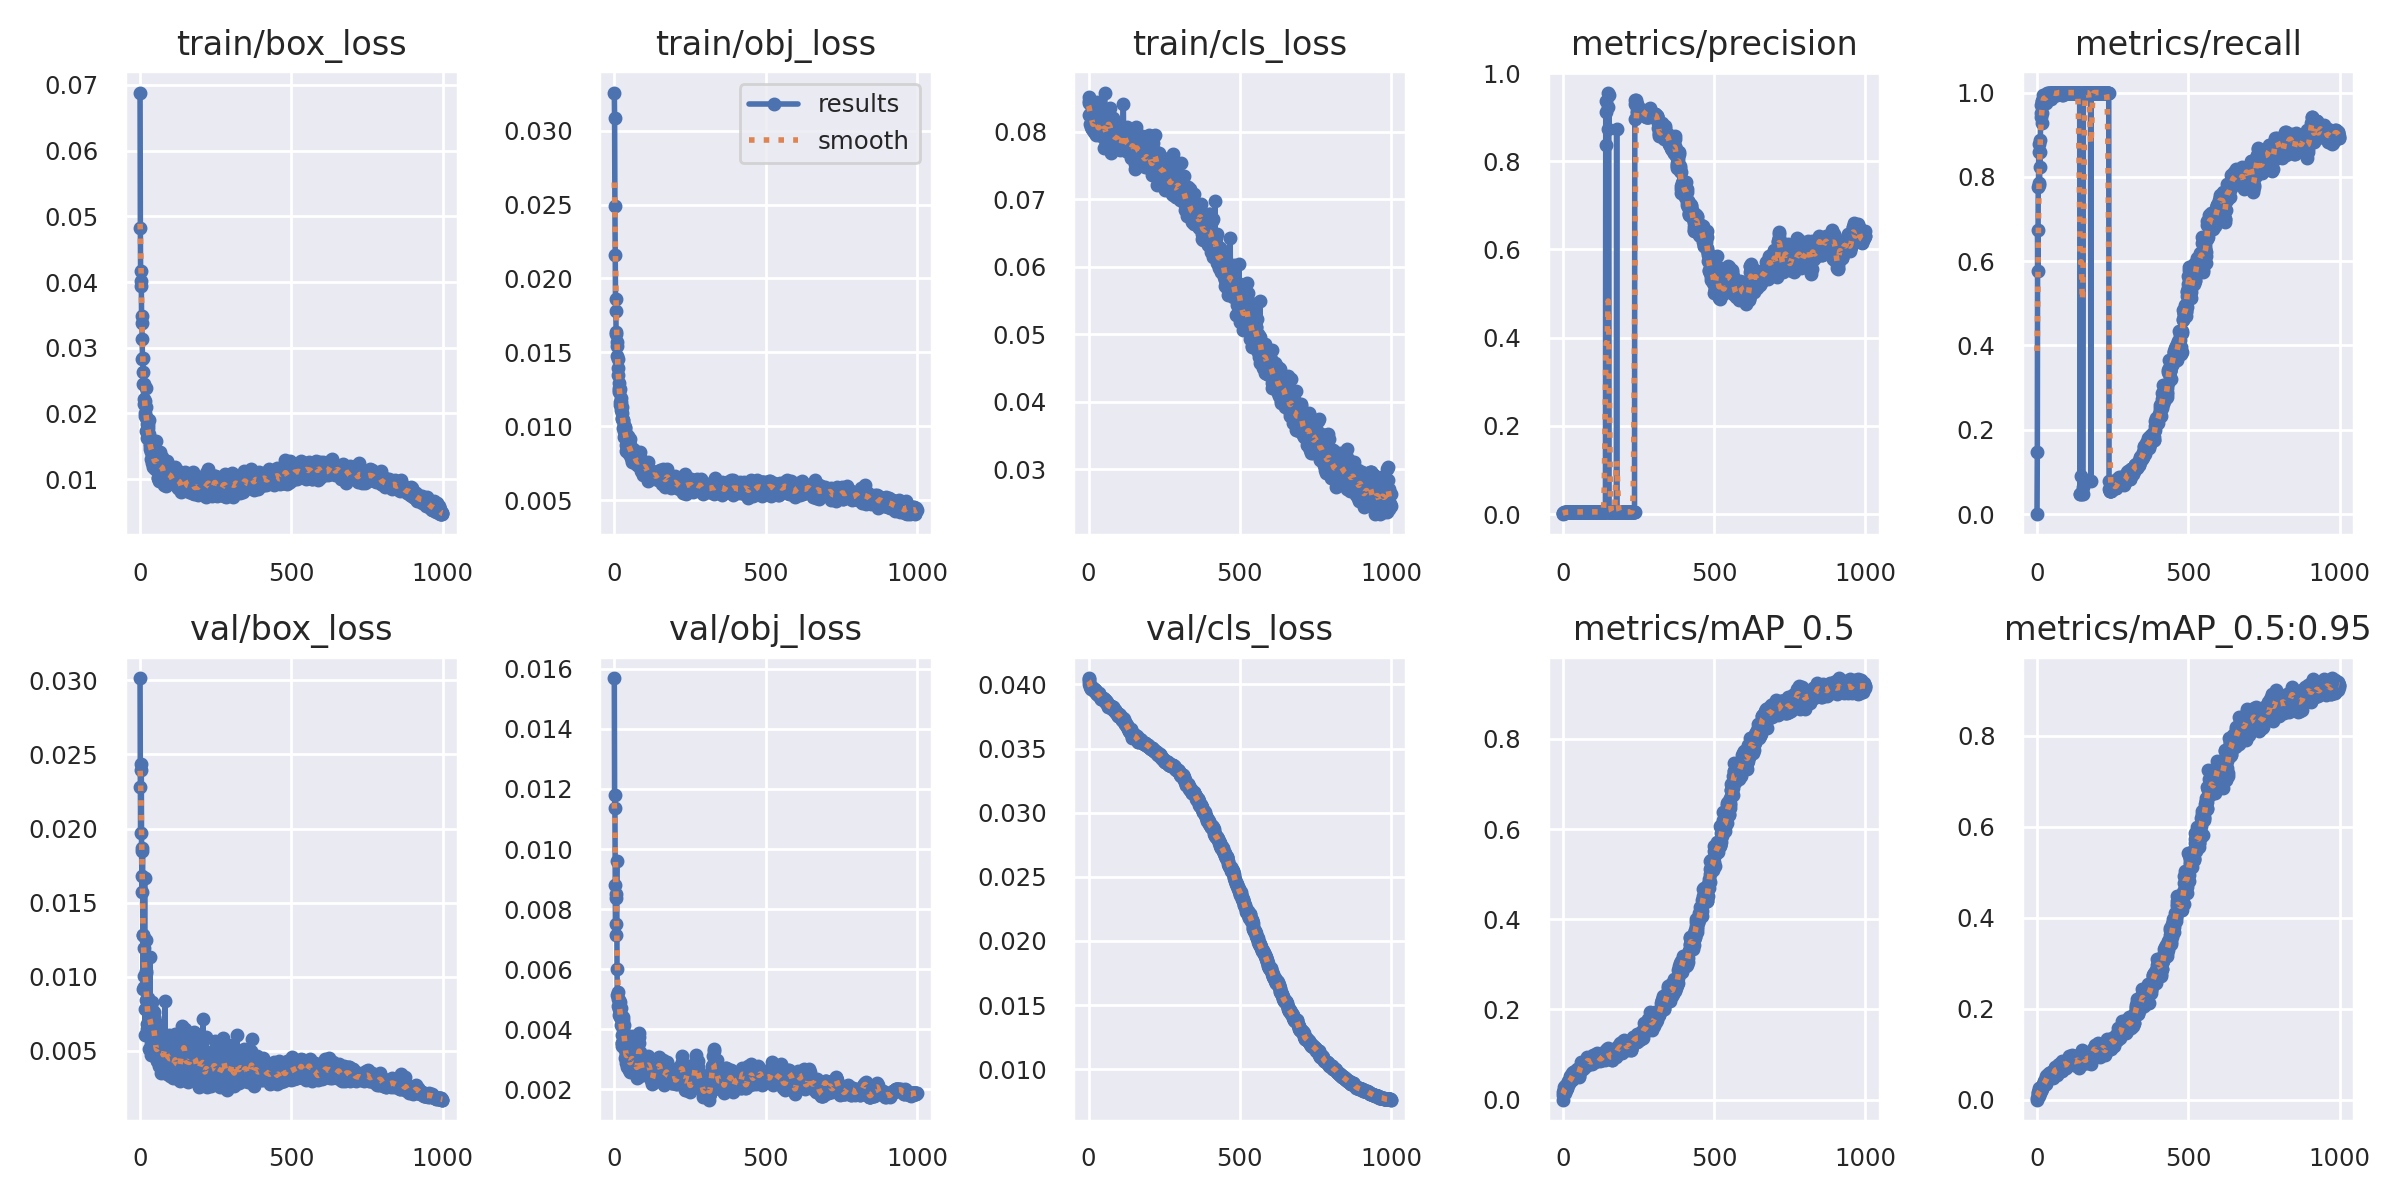 train/box_loss
0.07
0.06
0.05
0.04
0.03
0.02
0.01
0 500 1000
train/obj_loss
results
smooth
0.030
0.025
0.020
0.015
0.010
0.005
0 500 1000
train/cls_loss
0.08
0.07
0.06
0.05
0.04
0.03
0 500 1000
metrics/precision
1.0
0.8
0.6
0.4
0.2
0.0
0 500 1000
metrics/recall
1.0
0.8
0.6
0.4
0.2
0.0
0 500 1000
val/box_loss
0.030
0.025
0.020
0.015
0.010
0.005
0 500 1000
val/obj_loss
0.016
0.014
0.012
0.010
0.008
0.006
0.004
0.002
0 500 1000
val/cls_loss
0.040
0.035
0.030
0.025
0.020
0.015
0.010
0 500 1000
metrics/mAP_0.5
0.8
0.6
0.4
0.2
0.0
0 500 1000
metrics/mAP_0.5:0.95
0.8
0.6
0.4
0.2
0.0
0 500 1000